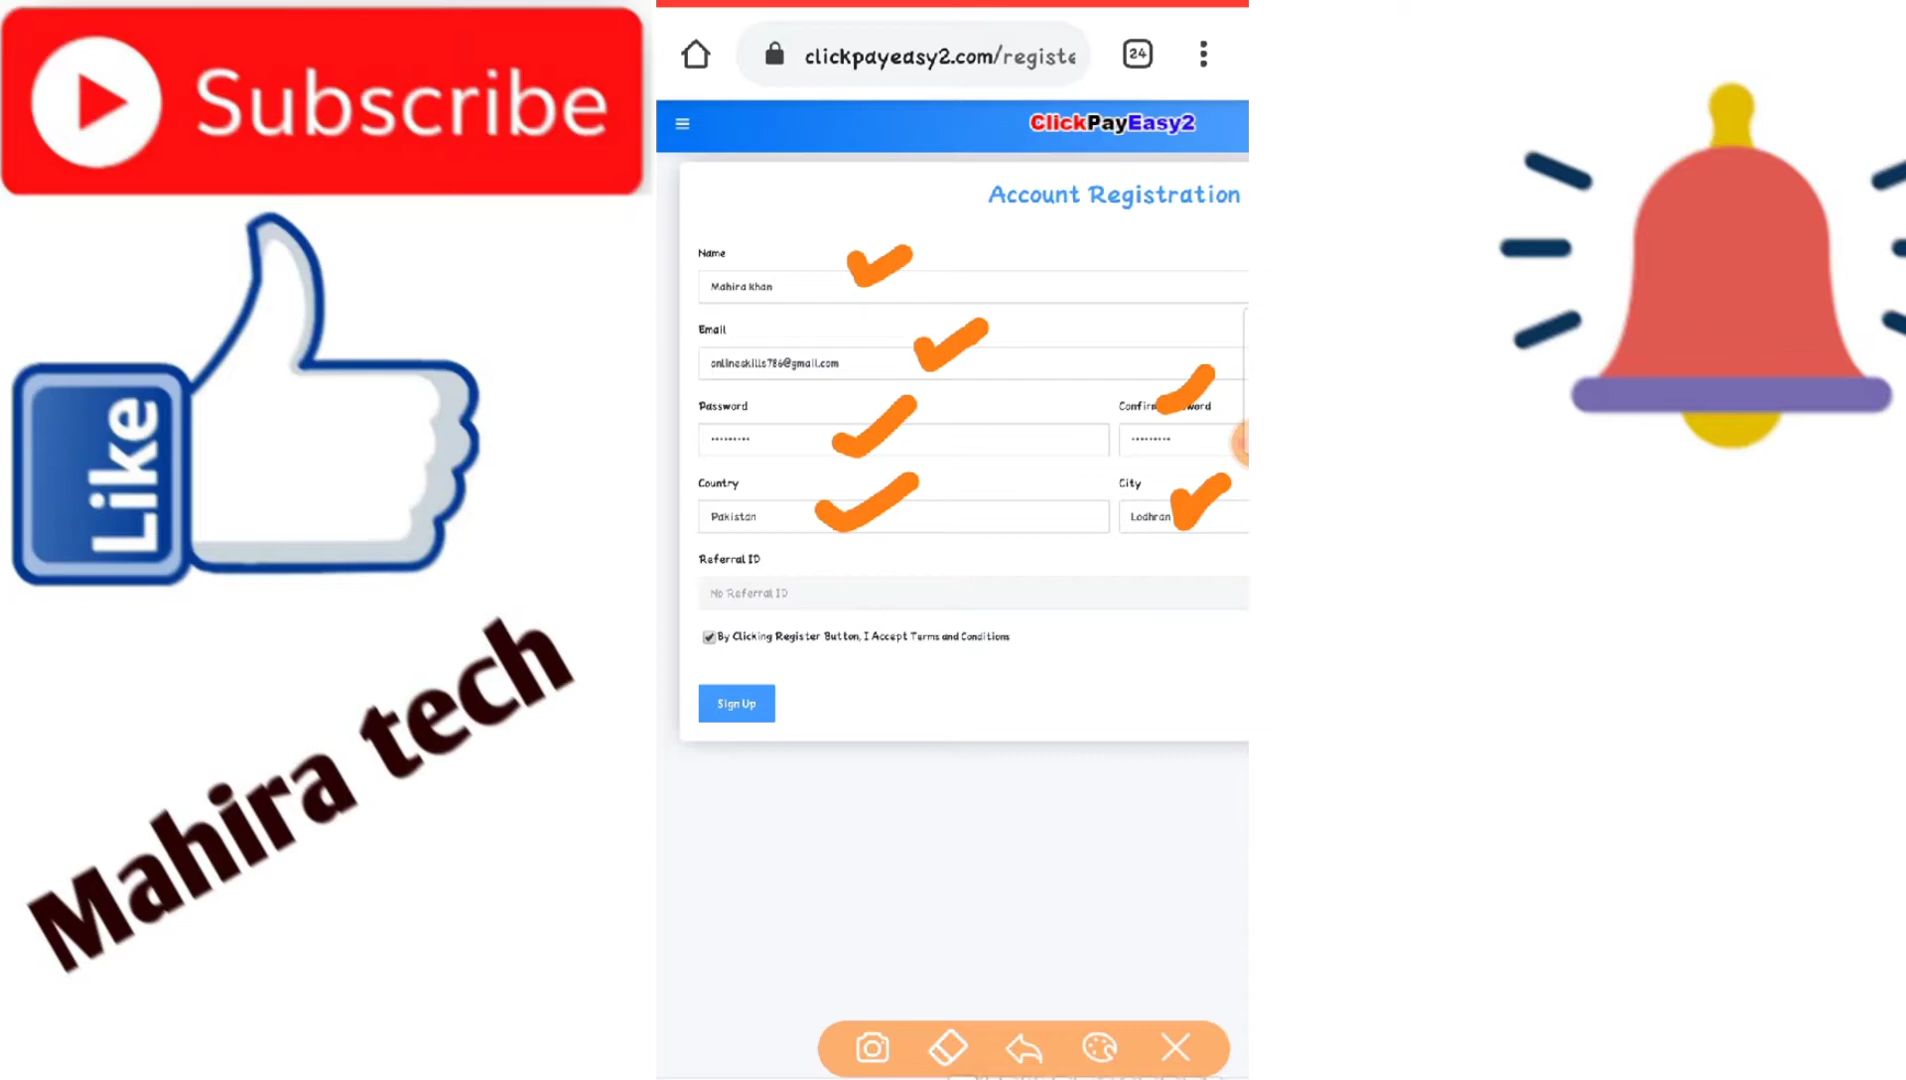 Subscribe
Like
Mahira tech
clickpayeasy2.com/registe
24
ClickPayEasy2
Account Registration
Name
Mahira Khan
Email
onlineskills786@gmail.com
Password
•••••••••
•••••••••
Country
City
Pakistan
Lodhran
Referral ID
No Referral ID
By Clicking Register Button, I Accept Terms and Conditions
Sign Up